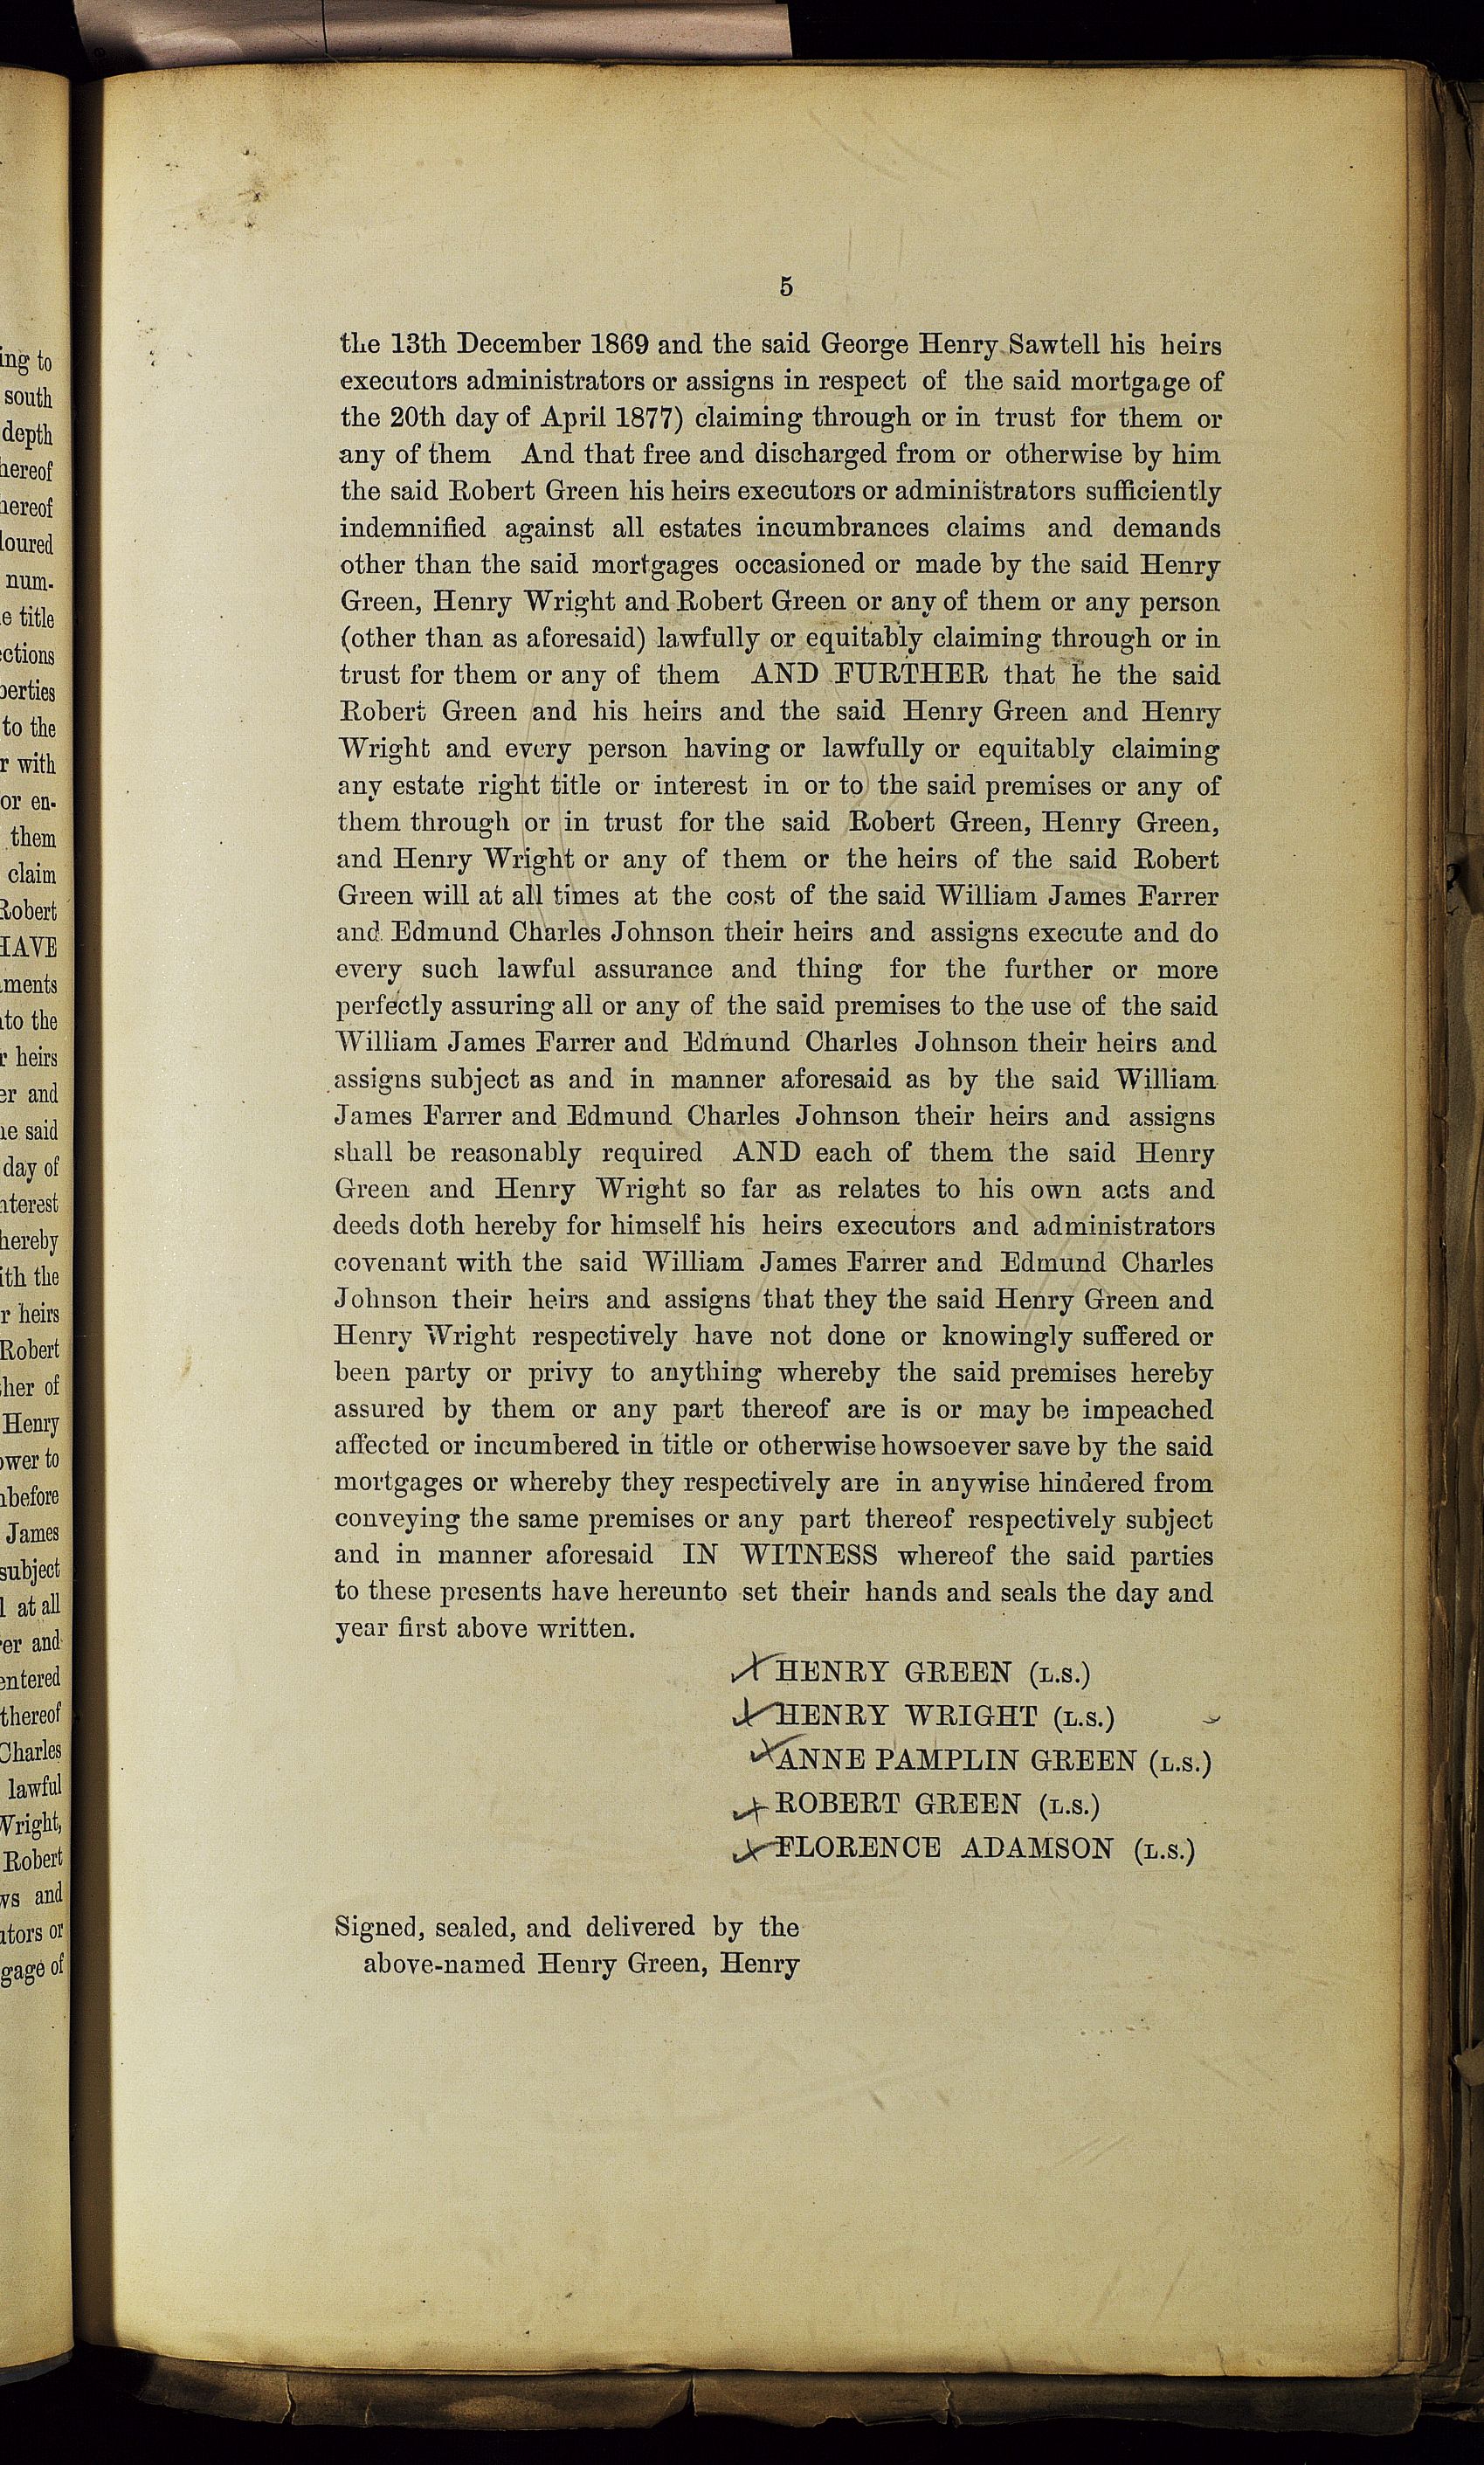 5
the 13th December 1869 and the said George Henry Sawtell his heirs
executors administrators or assigns in respect of the said mortgage of
the 20th day of April 1877) claiming through or in trust for them or
any of them And that free and discharged from or otherwise by him
the said Robert Green his heirs executors or administrators sufficiently
indemnified against all estates incumbrances claims and demands
other than the said mortgages occasioned or made by the said Henry
Green, Henry Wright and Robert Green or any of them or any person
(other than as aforesaid) lawfully or equitably claiming through or in
trust for them or any of them AND FURTHER that he the said
Robert Green and his heirs and the said Henry Green and Henry
Wright and every person having or lawfully or equitably claiming
any estate right title or interest in or to the said premises or any of
them through or in trust for the said Robert Green, Henry Green,
and Henry Wright or any of them or the heirs of the said Robert
Green will at all times at the cost of the said William James Farrer
and Edmund Charles Johnson their heirs and assigns execute and do
every such lawful assurance and thing for the further or more
perfectly assuring all or any of the said premises to the use of the said
William James Farrer and Edmund Charles Johnson their heirs and
assigns subject as and in manner aforesaid as by the said William
James Farrer and Edmund Charles Johnson their heirs and assigns
shall be reasonably required AND each of them the said Henry
Green and Henry Wright so far as relates to his own acts and
deeds doth hereby for himself his heirs executors and administrators
covenant with the said William James Farrer and Edmund Charles
Johnson their heirs and assigns that they the said Henry Green and
Henry Wright respectively have not done or knowingly suffered or
been party or privy to anything whereby the said premises hereby
assured by them or any part thereof are is or may be impeached
affected or incumbered in title or otherwise howsoever save by the said
mortgages or whereby they respectively are in anywise hindered from
conveying the same premises or any part thereof respectively subject
and in manner aforesaid IN WITNESS whereof the said parties
to these presents have hereunto set their hands and seals the day and
year first above written.
HENRY GREEN (L.S.)
HENRY WRIGHT (L.S.)
ANNE PAMPLIN GREEN (L.S.)
ROBERT GREEN (L.S.)
FLORENCE ADAMSON (L.S.)
Signed, sealed, and delivered by the
above-named Henry Green, Henry